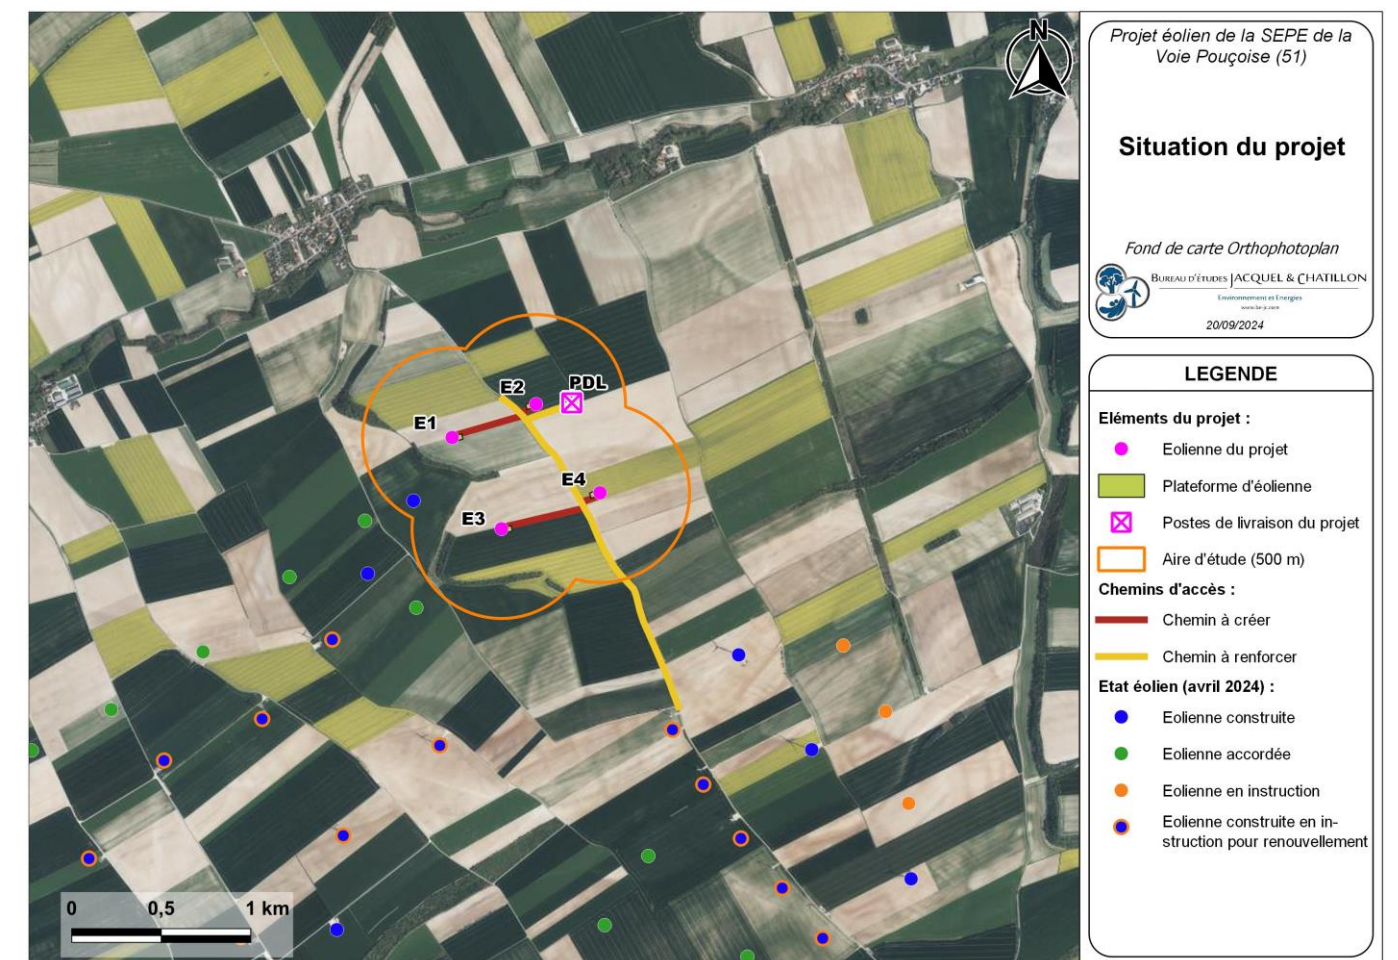 N
E2
PDL
E1
E4
E3
0 0,5 1 km
Projet éolien de la SEPE de la
Voie Pouçoise (51)
Situation du projet
Fond de carte Orthophotoplan
BUREAU D'ÉTUDES JACQUEL & CHATILLON
Environnement et Energies
www.be-jc.com
20/09/2024
LEGENDE
Eléments du projet :
Eolienne du projet
Plateforme d'éolienne
Postes de livraison du projet
Aire d'étude (500 m)
Chemins d'accès :
Chemin à créer
Chemin à renforcer
Etat éolien (avril 2024) :
Eolienne construite
Eolienne accordée
Eolienne en instruction
Eolienne construite en in-
struction pour renouvellement